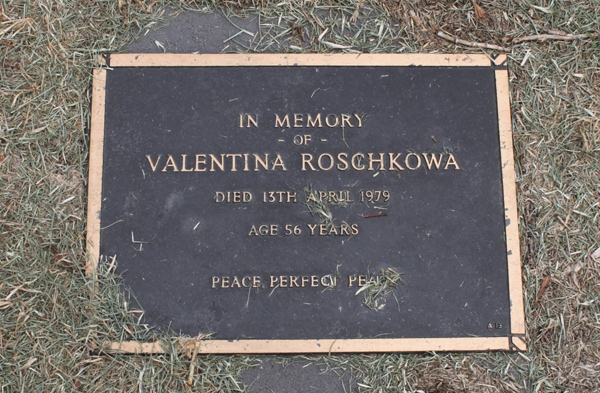 IN MEMORY
- OF -
VALENTINA ROSCHKOWA
DIED 13TH APRIL 1979
AGE 56 YEARS
PEACE, PERFECT